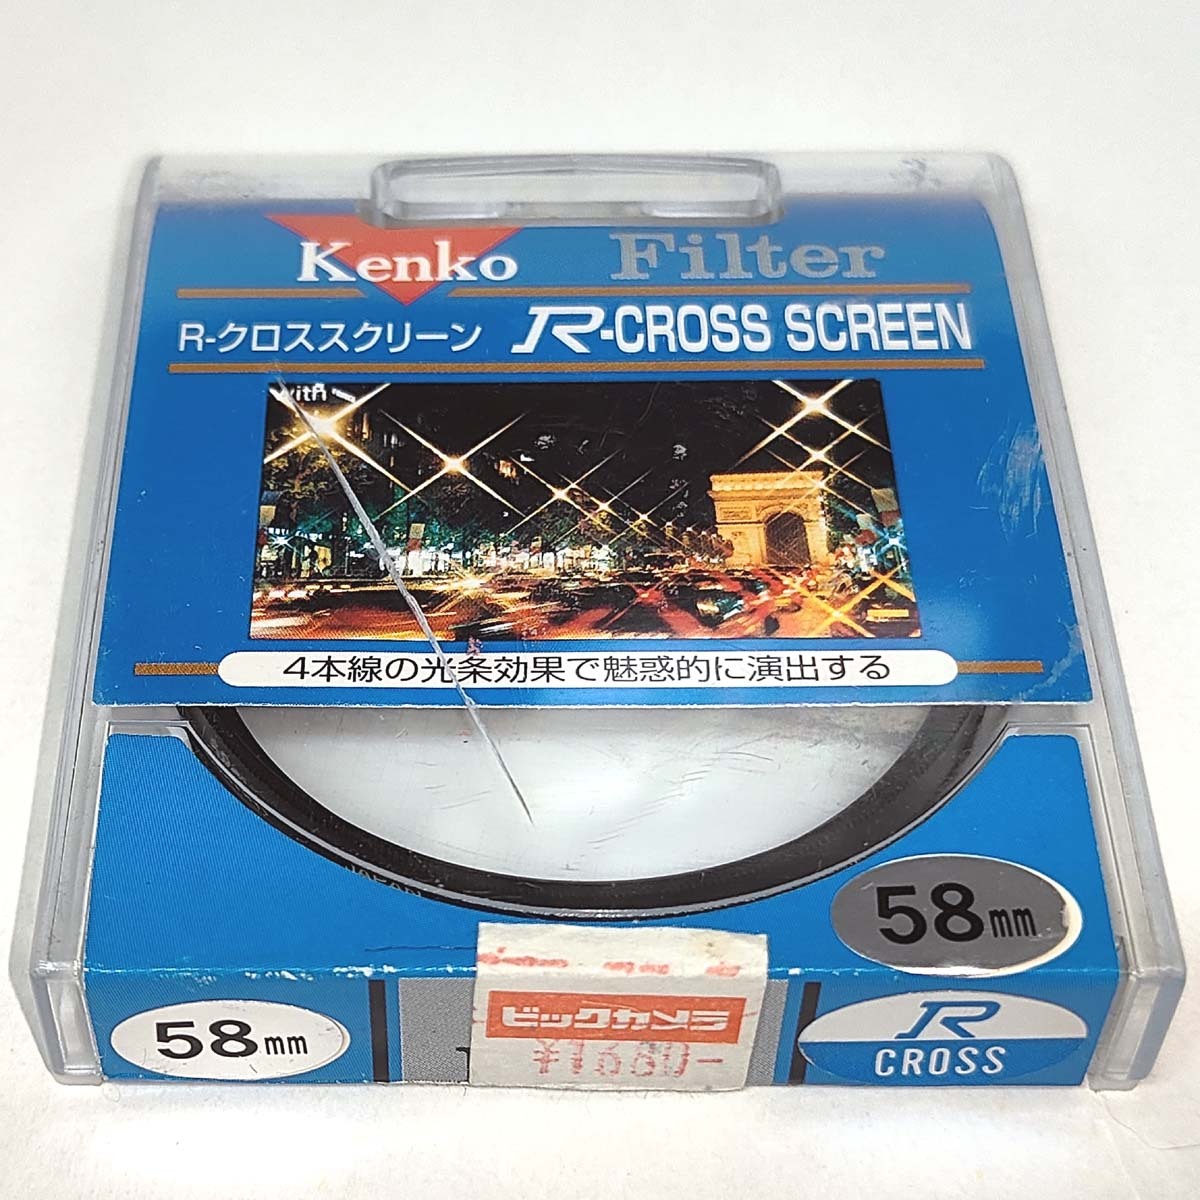 Kenko Filter
R-クロススクリーン R-CROSS SCREEN
with
4本線の光条効果で魅惑的に演出する
JAPAN
58mm
58mm
ビックカメラ
R
CROSS